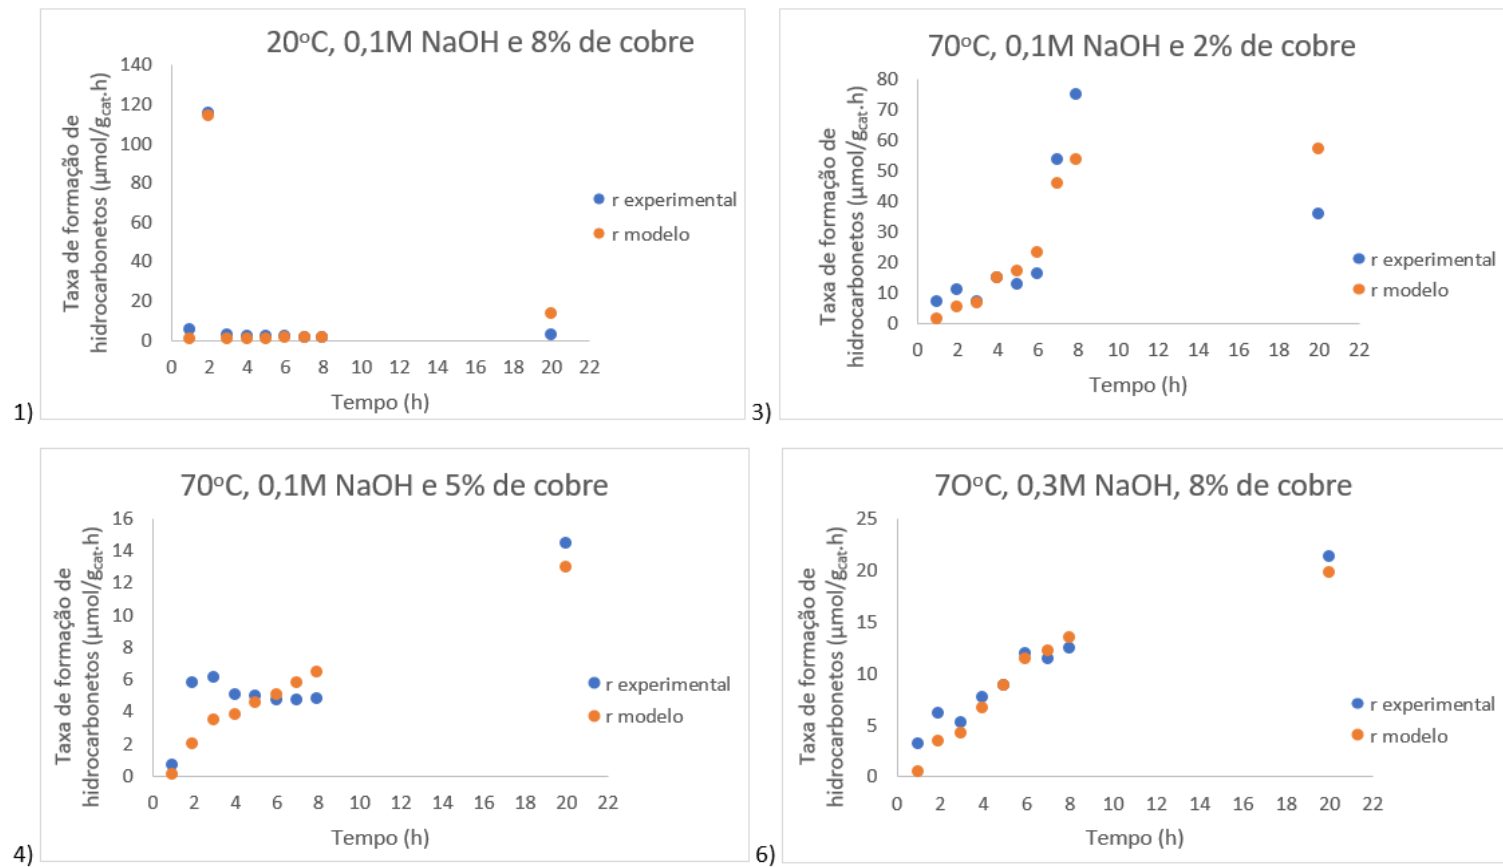 20ºC, 0,1M NaOH e 8% de cobre
Taxa de formação de
hidrocarbonetos (µmol/gcat.h)
140
120
100
80
60
40
20
0
0 2 4 6 8 10 12 14 16 18 20 22
Tempo (h)
r experimental
r modelo
1)
70ºC, 0,1M NaOH e 2% de cobre
Taxa de formação de
hidrocarbonetos (µmol/gcat.h)
80
70
60
50
40
30
20
10
0
0 2 4 6 8 10 12 14 16 18 20 22
Tempo (h)
r experimental
r modelo
3)
70ºC, 0,1M NaOH e 5% de cobre
Taxa de formação de
hidrocarbonetos (µmol/gcat.h)
16
14
12
10
8
6
4
2
0
0 2 4 6 8 10 12 14 16 18 20 22
Tempo (h)
r experimental
r modelo
4)
7OºC, 0,3M NaOH, 8% de cobre
Taxa de formação de
hidrocarbonetos (µmol/gcat.h)
25
20
15
10
5
0
0 2 4 6 8 10 12 14 16 18 20 22
Tempo (h)
r experimental
r modelo
6)